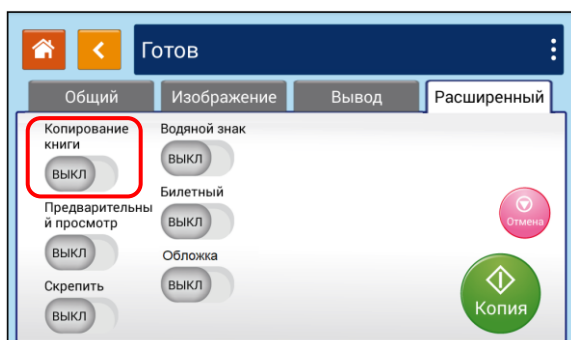 Готов
Общий
Изображение
Вывод
Расширенный
Копирование
книги
ВЫКЛ
Предварительны
й просмотр
ВЫКЛ
Скрепить
ВЫКЛ
Водяной знак
ВЫКЛ
Билетный
ВЫКЛ
Обложка
ВЫКЛ
Отмена
Копия